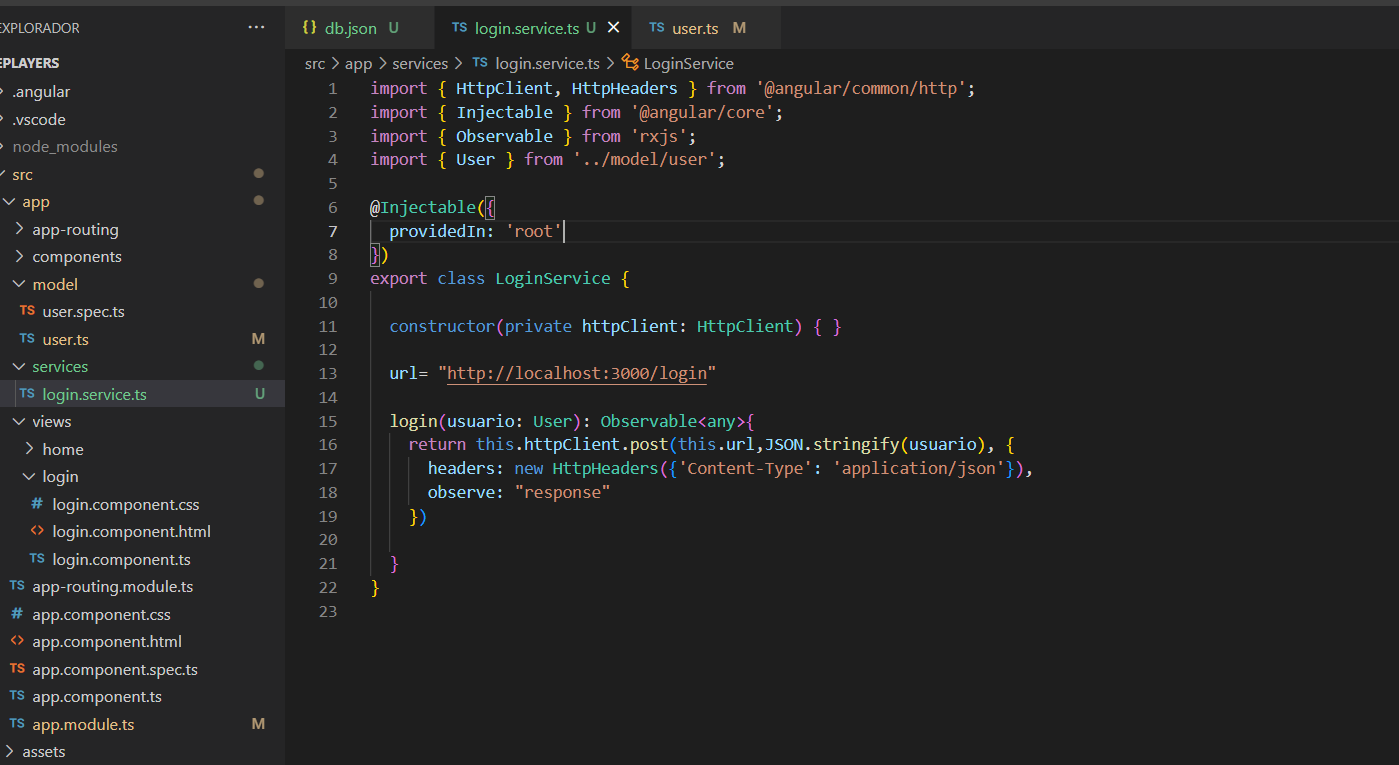 EXPLORADOR ···
EPLAYERS
.angular
.vscode
node_modules
src
app
app-routing
components
model
TS user.spec.ts
TS user.ts M
services
TS login.service.ts U
views
home
login
# login.component.css
<> login.component.html
TS login.component.ts
TS app-routing.module.ts
# app.component.css
<> app.component.html
TS app.component.spec.ts
TS app.component.ts
TS app.module.ts M
assets
{} db.json U
TS login.service.ts U
TS user.ts M
src > app > services > TS login.service.ts > LoginService
1 import { HttpClient, HttpHeaders } from '@angular/common/http';
2 import { Injectable } from '@angular/core';
3 import { Observable } from 'rxjs';
4 import { User } from '../model/user';
5
6 @Injectable({
7 providedIn: 'root'
8 })
9 export class LoginService {
10
11 constructor(private httpClient: HttpClient) { }
12
13 url= "http://localhost:3000/login"
14
15 login(usuario: User): Observable<any>{
16 return this.httpClient.post(this.url,JSON.stringify(usuario), {
17 headers: new HttpHeaders({'Content-Type': 'application/json'}),
18 observe: "response"
19 })
20
21 }
22 }
23